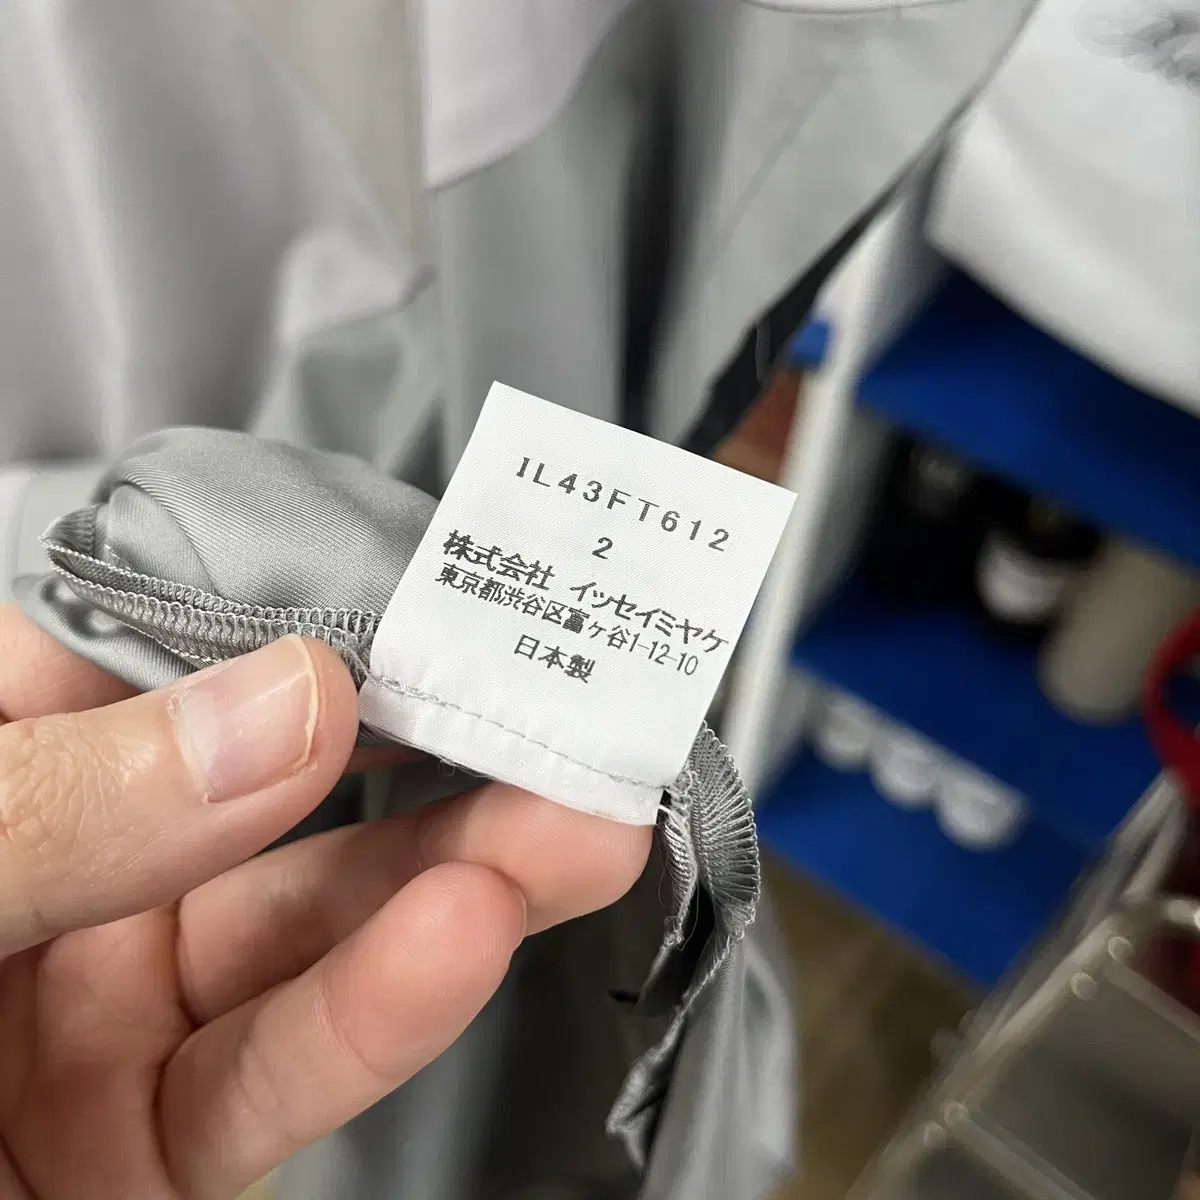 IL43FT612
2
株式会社 イッセイミヤケ
東京都渋谷区富ヶ谷1-12-10
日本製